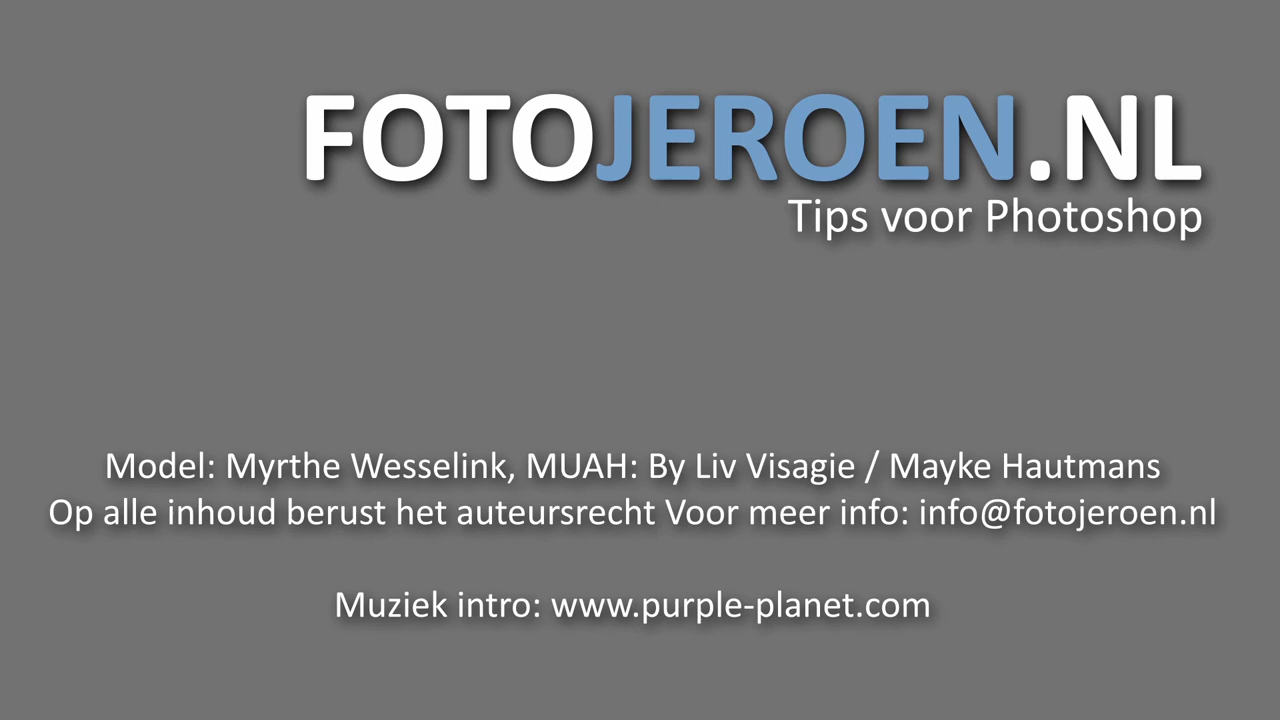 FOTOJEROEN.NL
Tips voor Photoshop
Model: Myrthe Wesselink, MUAH: By Liv Visagie / Mayke Hautmans
Op alle inhoud berust het auteursrecht Voor meer info: info@fotojeroen.nl
Muziek intro: www.purple-planet.com